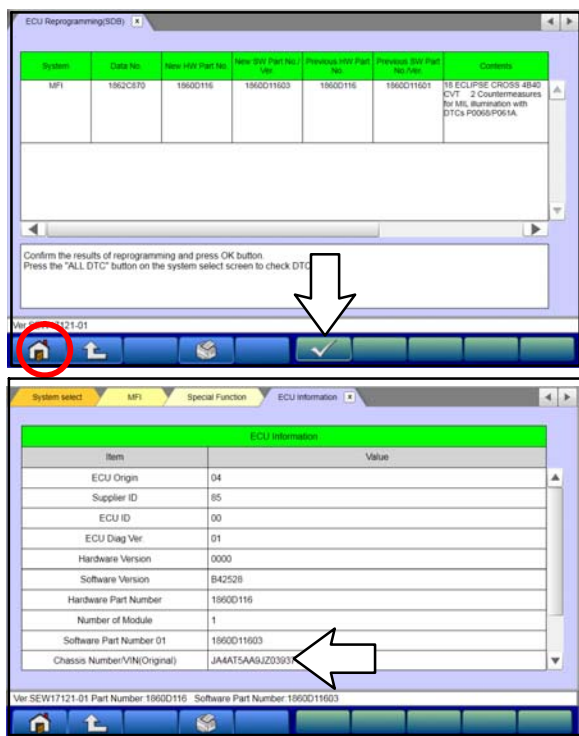 ECU Reprogramming(SDB) x
System Data No. New HW Part No. New SW Part No./Ver. Previous HW Part No. Previous SW Part No./Ver. Contents
MFI 1862C670 1860D116 1860D11603 1860D116 1860D11601 18 ECLIPSE CROSS 4B40
CVT 2 Countermeasures
for MIL illumination with
DTCs P0068/P061A.
Confirm the results of reprogramming and press OK button.
Press the "ALL DTC" button on the system select screen to check DTC
Ver.SEW17121-01
System select MFI Special Function ECU Information x
ECU Information
Item Value
ECU Origin 04
Supplier ID 85
ECU ID 00
ECU Diag Ver. 01
Hardware Version 0000
Software Version B42528
Hardware Part Number 1860D116
Number of Module 1
Software Part Number 01 1860D11603
Chassis Number/VIN(Original) JA4AT5AA9JZ03937
Ver.SEW17121-01 Part Number:1860D116 Software Part Number:1860D11603